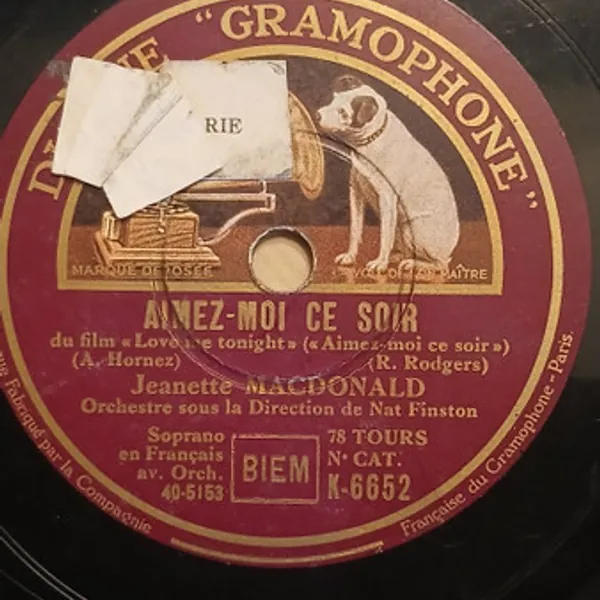 "GRAMOPHONE"
RIE
MARQUE DEPOSÉE
MAÎTRE
AIMEZ-MOI CE SOIR
du film «Love me tonight» («Aimez-moi ce soir»)
(A. Hornez) (R. Rodgers)
Jeanette MACDONALD
Orchestre sous la Direction de Nat Finston
Soprano
en Français
av. Orch.
40-5153
BIEM
78 TOURS
N° CAT.
K-6652
Fabriqué par la Compagnie
Française du Gramophone - Paris.